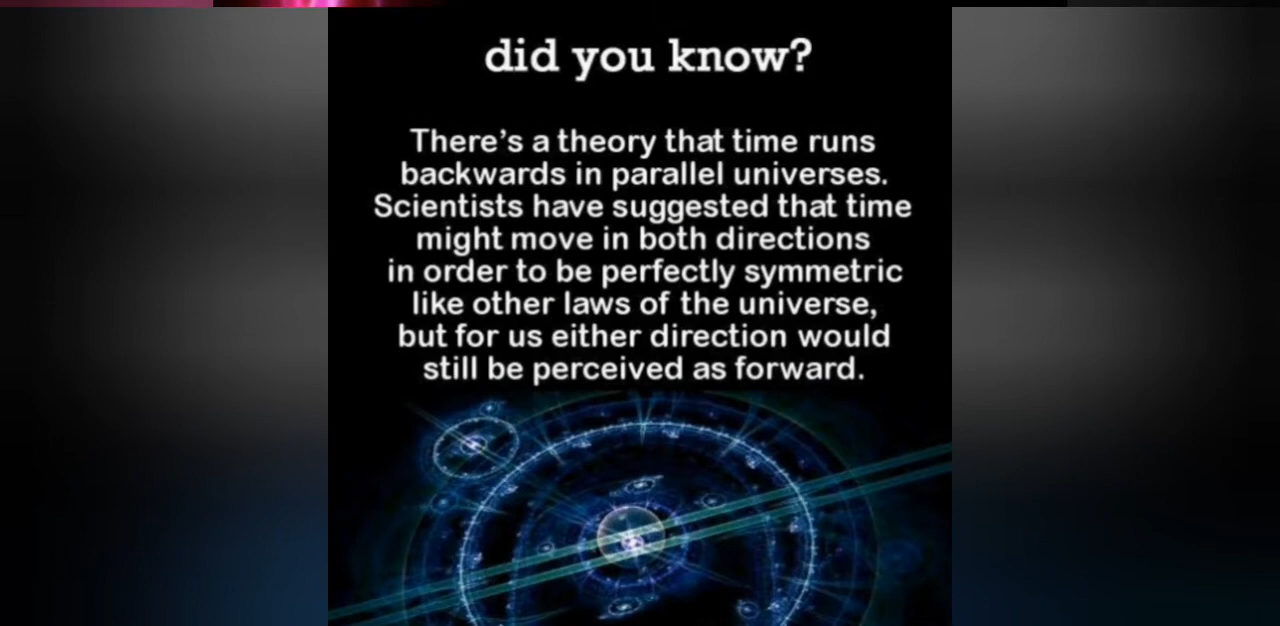 did you know?
There's a theory that time runs
backwards in parallel universes.
Scientists have suggested that time
might move in both directions
in order to be perfectly symmetric
like other laws of the universe,
but for us either direction would
still be perceived as forward.